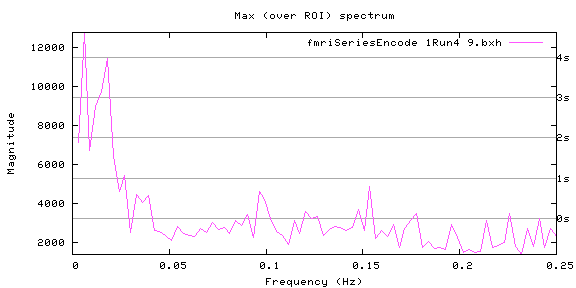 Max (over ROI) spectrum
fmriSeriesEncode 1Run4 9.bxh
12000
10000
8000
6000
4000
2000
Magnitude
4s
3s
2s
1s
0s
0
0.05
0.1
0.15
0.2
0.25
Frequency (Hz)